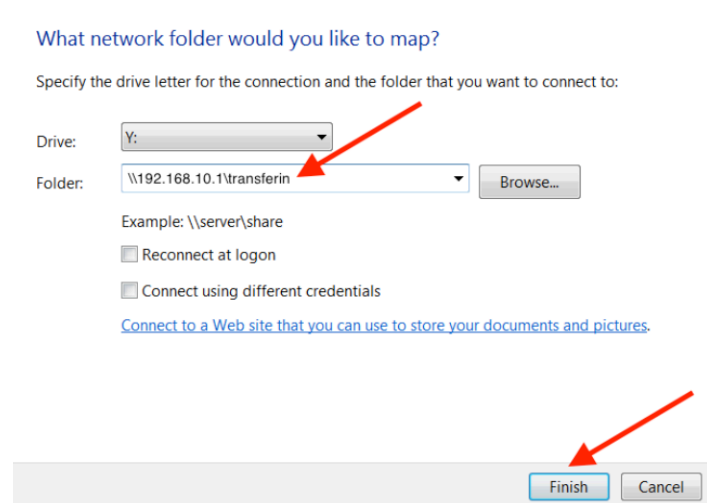 What network folder would you like to map?
Specify the drive letter for the connection and the folder that you want to connect to:
Drive: Y:
Folder: \\192.168.10.1\transferin Browse...
Example: \\server\share
Reconnect at logon
Connect using different credentials
Connect to a Web site that you can use to store your documents and pictures.
Finish Cancel